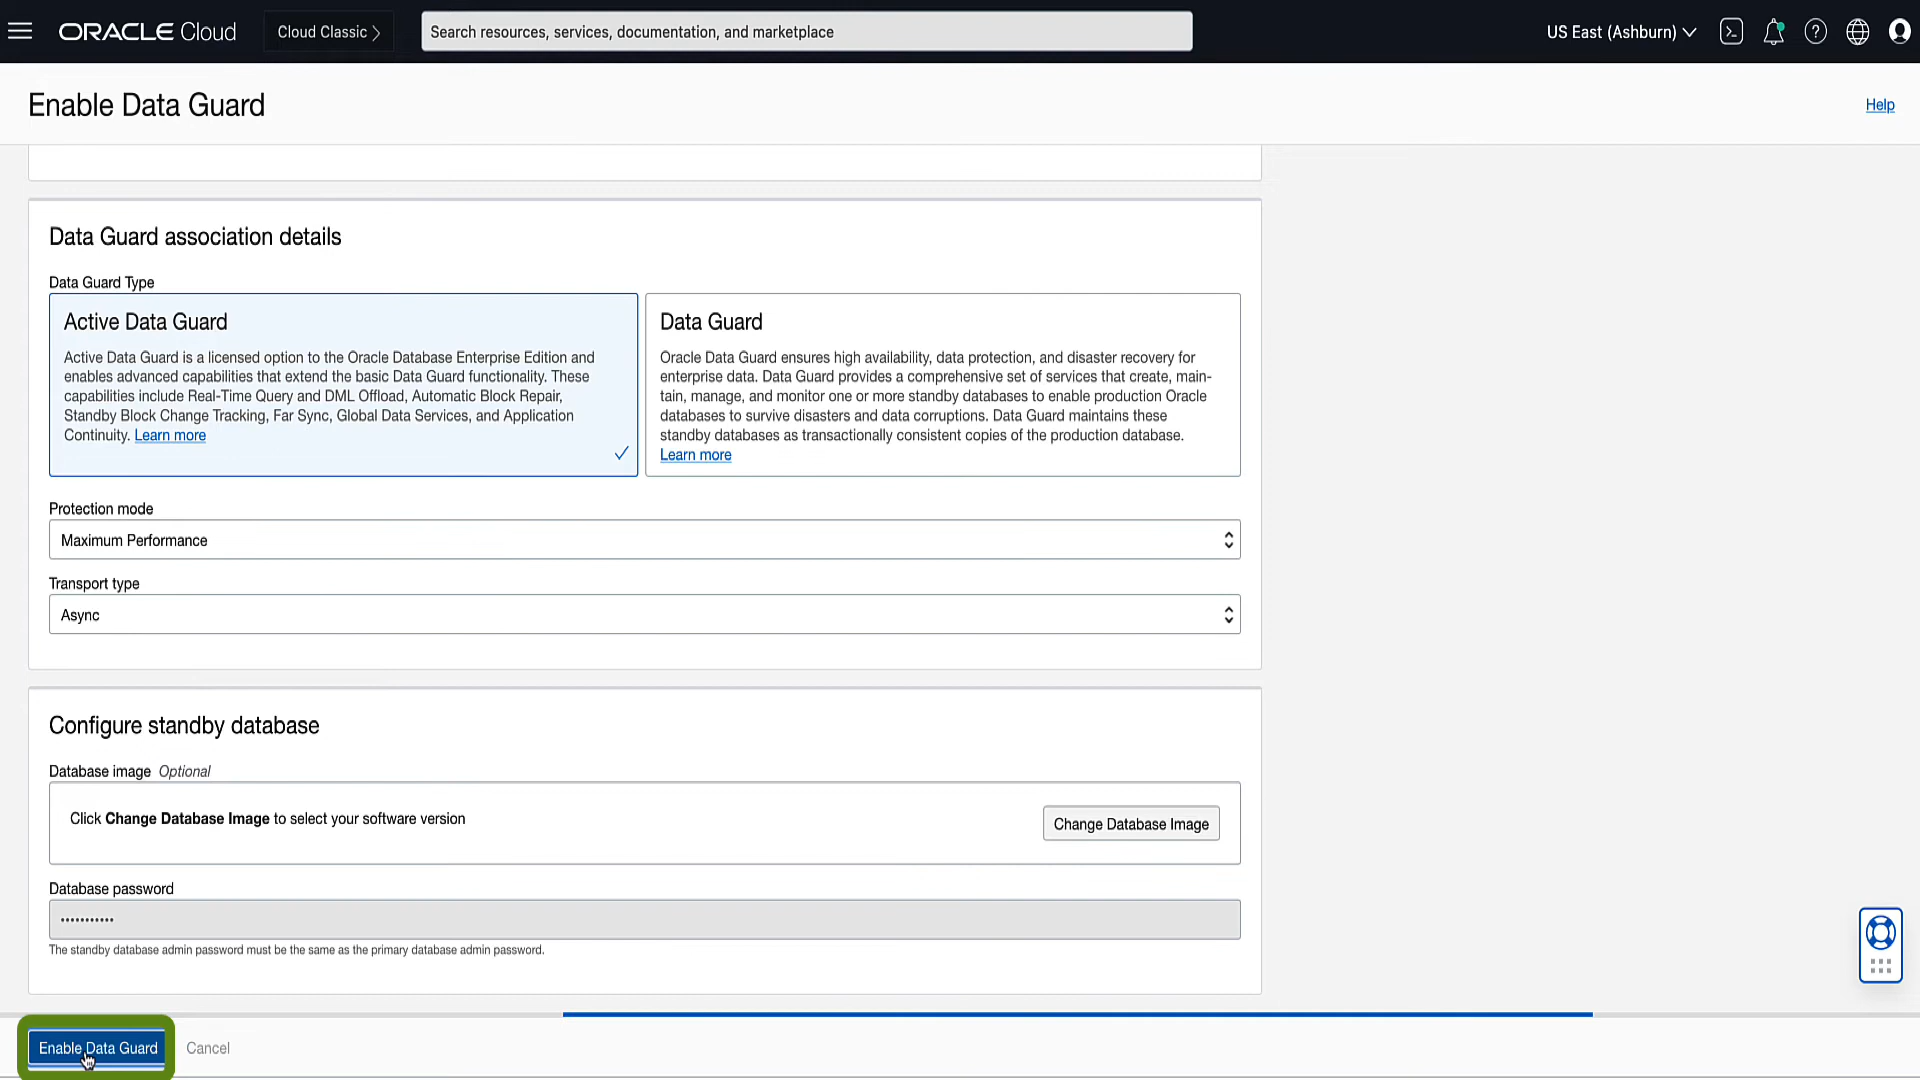 ORACLE Cloud
Cloud Classic
Search resources, services, documentation, and marketplace
US East (Ashburn)
Enable Data Guard
Help
Data Guard association details
Data Guard Type
Active Data Guard
Active Data Guard is a licensed option to the Oracle Database Enterprise Edition and
enables advanced capabilities that extend the basic Data Guard functionality. These
capabilities include Real-Time Query and DML Offload, Automatic Block Repair,
Standby Block Change Tracking, Far Sync, Global Data Services, and Application
Continuity. Learn more
Data Guard
Oracle Data Guard ensures high availability, data protection, and disaster recovery for
enterprise data. Data Guard provides a comprehensive set of services that create, main-
tain, manage, and monitor one or more standby databases to enable production Oracle
databases to survive disasters and data corruptions. Data Guard maintains these
standby databases as transactionally consistent copies of the production database.
Learn more
Protection mode
Maximum Performance
Transport type
Async
Configure standby database
Database image Optional
Click Change Database Image to select your software version
Change Database Image
Database password
•••••••••••
The standby database admin password must be the same as the primary database admin password.
Enable Data Guard
Cancel